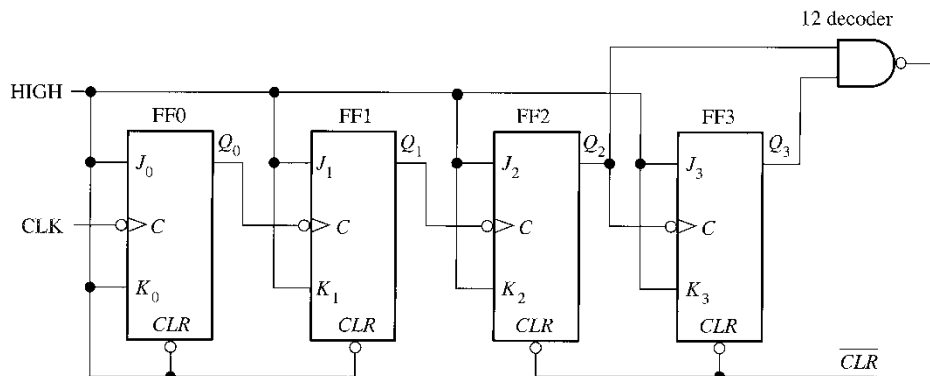 12 decoder
HIGH
FF0 FF1 FF2 FF3
Q0 Q1 Q2 Q3
J0 J1 J2 J3
CLK C C C C
K0 K1 K2 K3
CLR CLR CLR CLR
CLR